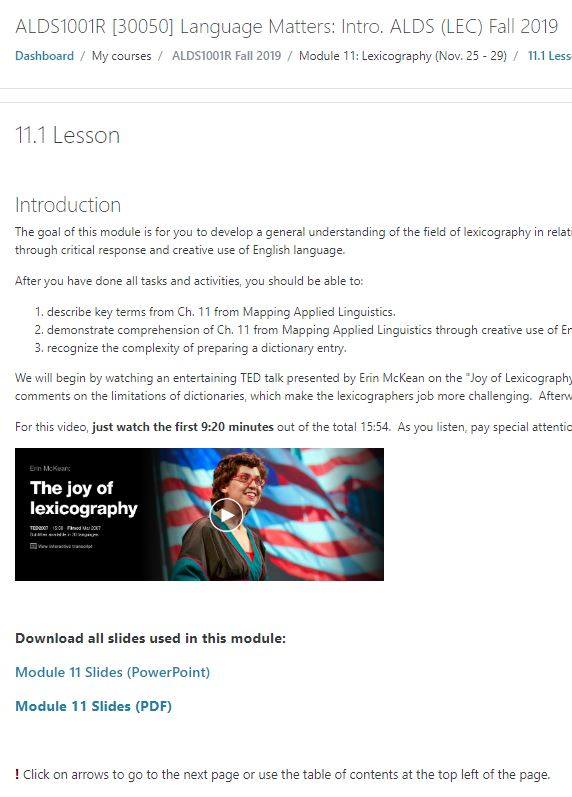 ALDS1001R [30050] Language Matters: Intro. ALDS (LEC) Fall 2019
Dashboard / My courses / ALDS1001R Fall 2019 / Module 11: Lexicography (Nov. 25 - 29) / 11.1 Less
11.1 Lesson
Introduction
The goal of this module is for you to develop a general understanding of the field of lexicography in relati
through critical response and creative use of English language.
After you have done all tasks and activities, you should be able to:
1. describe key terms from Ch. 11 from Mapping Applied Linguistics.
2. demonstrate comprehension of Ch. 11 from Mapping Applied Linguistics through creative use of En
3. recognize the complexity of preparing a dictionary entry.
We will begin by watching an entertaining TED talk presented by Erin McKean on the "Joy of Lexicography
comments on the limitations of dictionaries, which make the lexicographers job more challenging. Afterw
For this video, just watch the first 9:20 minutes out of the total 15:54. As you listen, pay special attentio
Erin McKean:
The joy of
lexicography
TED2007 Filmed Mar 2007
Subtitles available in 20 languages
View interactive transcript
Download all slides used in this module:
Module 11 Slides (PowerPoint)
Module 11 Slides (PDF)
! Click on arrows to go to the next page or use the table of contents at the top left of the page.